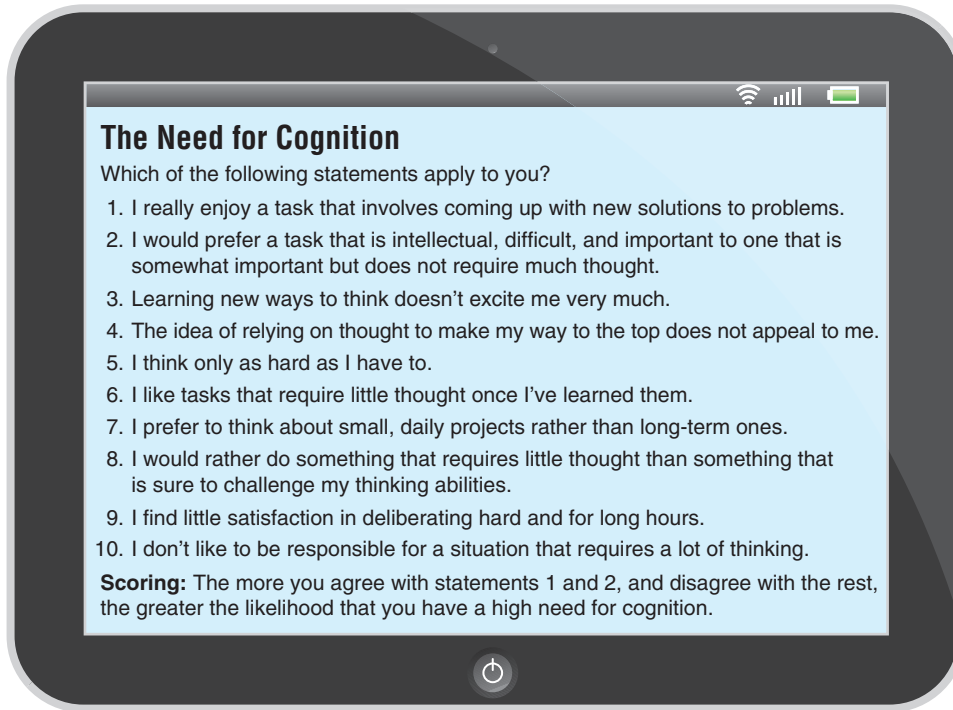 The Need for Cognition
Which of the following statements apply to you?
1. I really enjoy a task that involves coming up with new solutions to problems.
2. I would prefer a task that is intellectual, difficult, and important to one that is
somewhat important but does not require much thought.
3. Learning new ways to think doesn’t excite me very much.
4. The idea of relying on thought to make my way to the top does not appeal to me.
5. I think only as hard as I have to.
6. I like tasks that require little thought once I’ve learned them.
7. I prefer to think about small, daily projects rather than long-term ones.
8. I would rather do something that requires little thought than something that
is sure to challenge my thinking abilities.
9. I find little satisfaction in deliberating hard and for long hours.
10. I don’t like to be responsible for a situation that requires a lot of thinking.
Scoring: The more you agree with statements 1 and 2, and disagree with the rest,
the greater the likelihood that you have a high need for cognition.